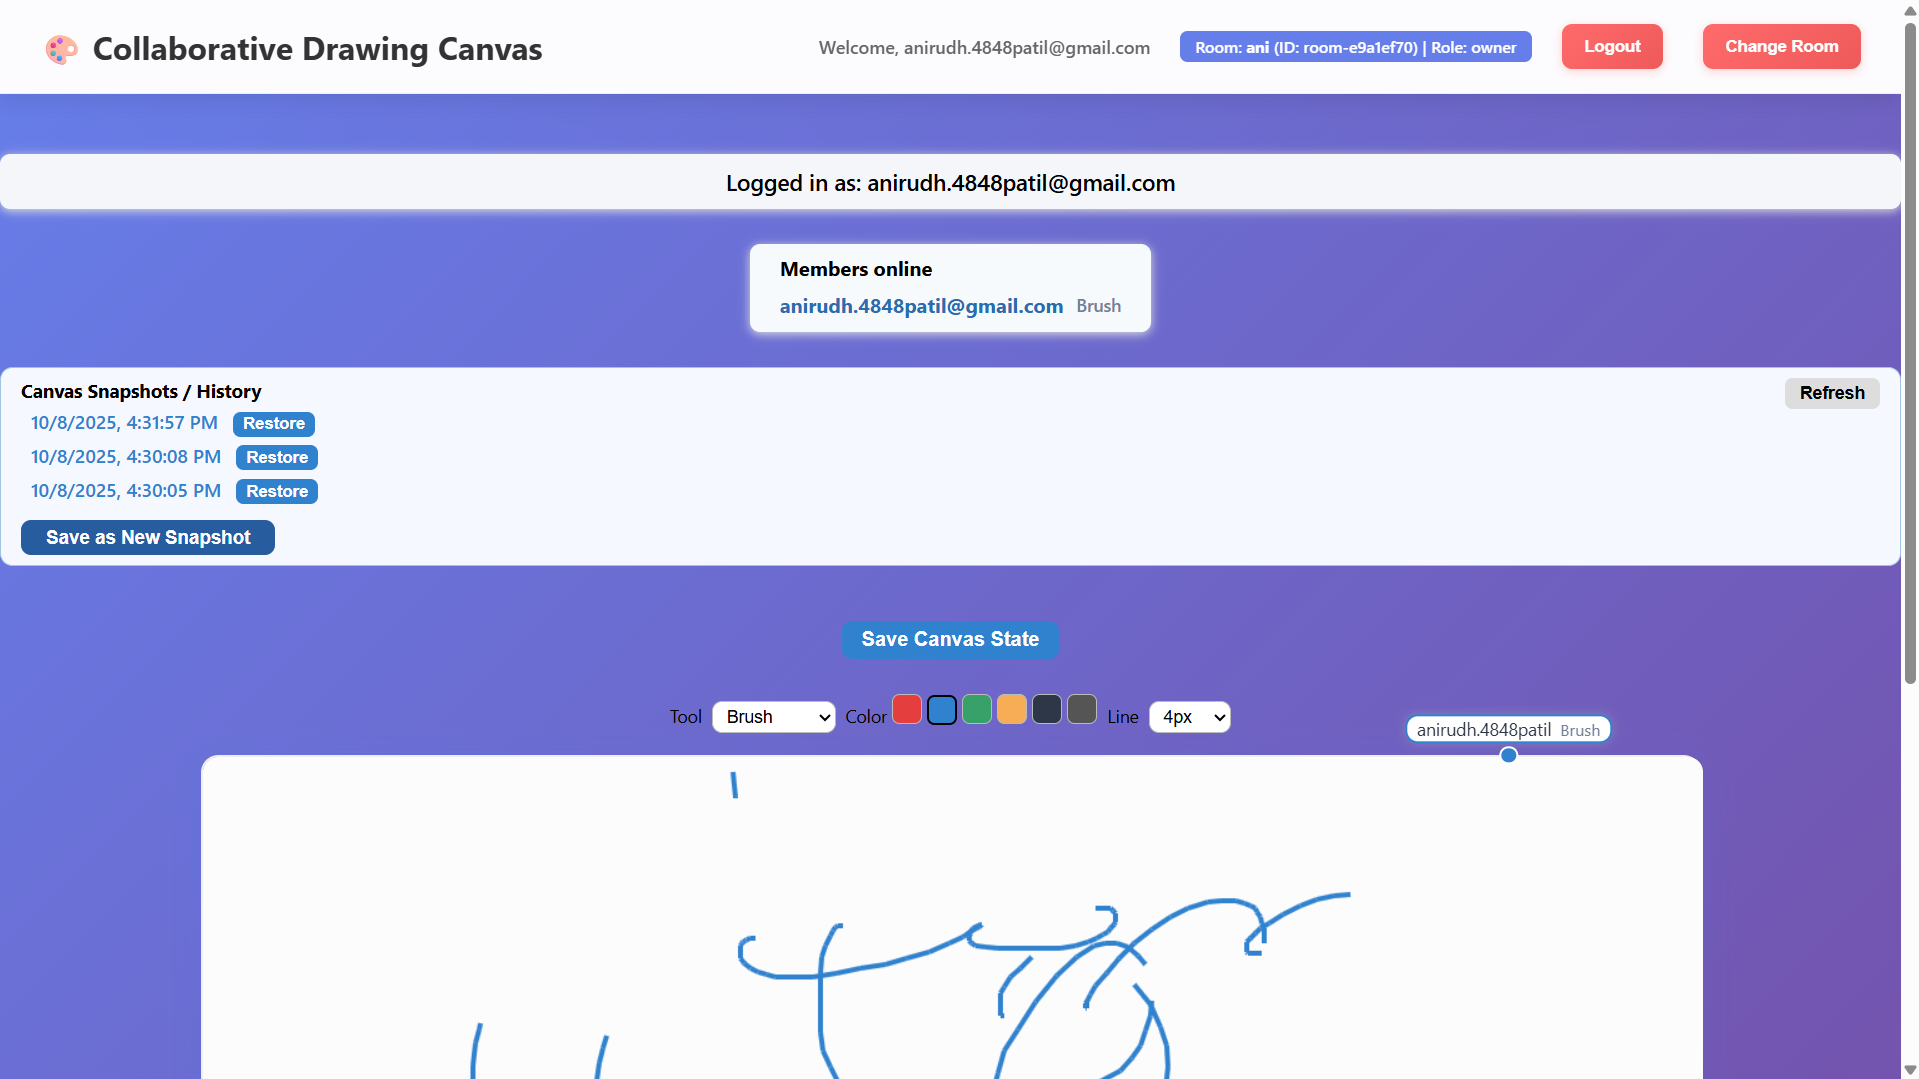 Collaborative Drawing Canvas
Welcome, anirudh.4848patil@gmail.com
Room: ani (ID: room-e9a1ef70) | Role: owner
Logout
Change Room
Logged in as: anirudh.4848patil@gmail.com
Members online
anirudh.4848patil@gmail.com Brush
Canvas Snapshots / History
Refresh
10/8/2025, 4:31:57 PM Restore
10/8/2025, 4:30:08 PM Restore
10/8/2025, 4:30:05 PM Restore
Save as New Snapshot
Save Canvas State
Tool Brush Color Line 4px
anirudh.4848patil Brush